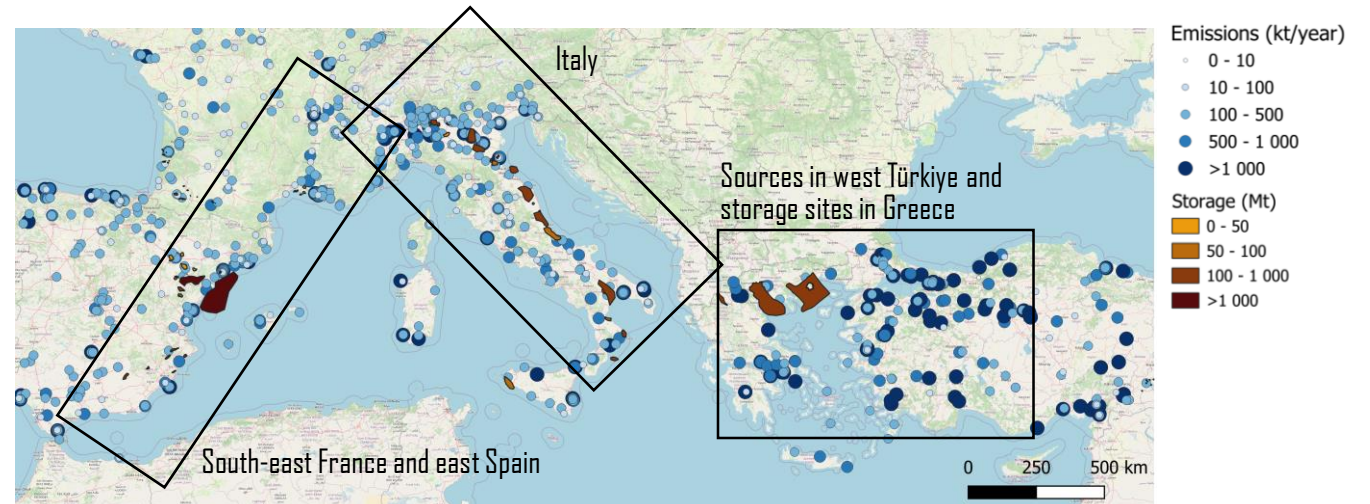 Italy
Sources in west Türkiye and
storage sites in Greece
South-east France and east Spain
0 250 500 km
Emissions (kt/year)
0 - 10
10 - 100
100 - 500
500 - 1 000
>1 000
Storage (Mt)
0 - 50
50 - 100
100 - 1 000
>1 000